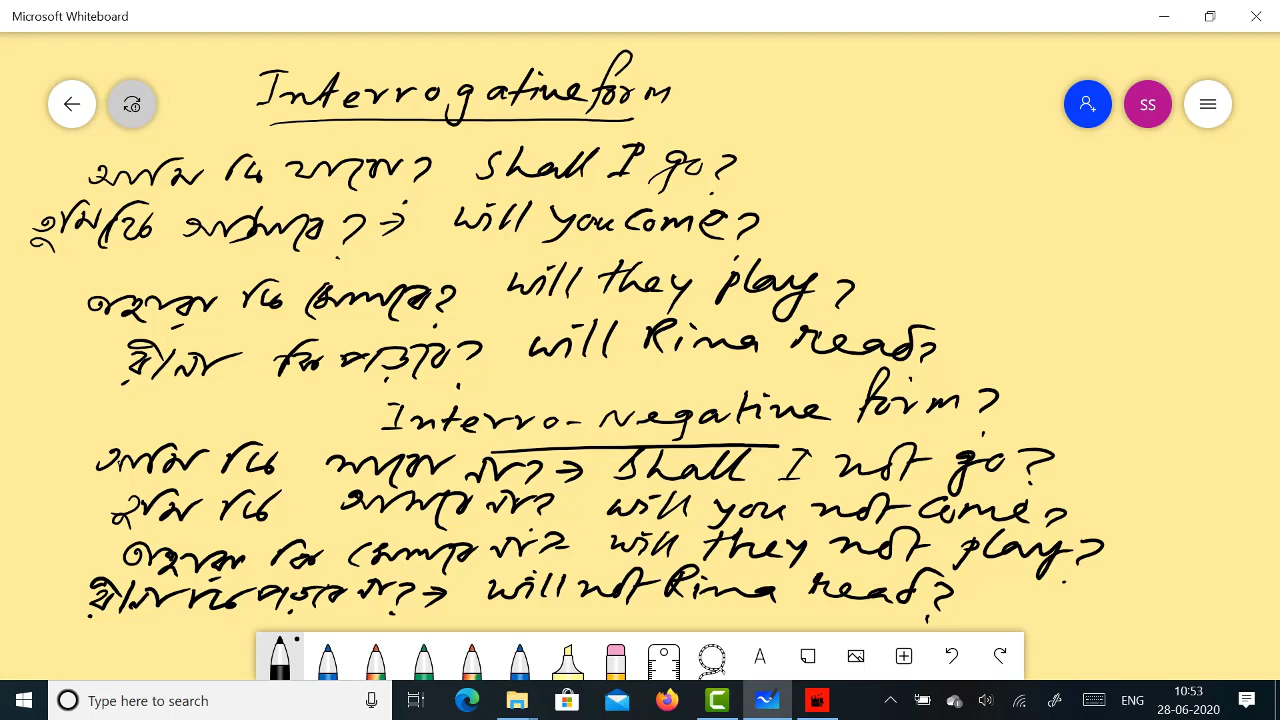 Microsoft Whiteboard
Interrogative form
SS
আমি কি যাবো? Shall I go?
তুমি কি আসবে? → will you come?
তাহারা কি খেলবে? will they play?
রীনা কি পড়িবে? will Rina read?
Interro-Negative form?
আমি কি যাবো না? → Shall I not go?
তুমি কি আসবে না? will you not come?
তাহারা কি খেলবে না? will they not play?
রীনা কি পড়বে না? → will not Rina read?
Type here to search
ENG
10:53
28-06-2020